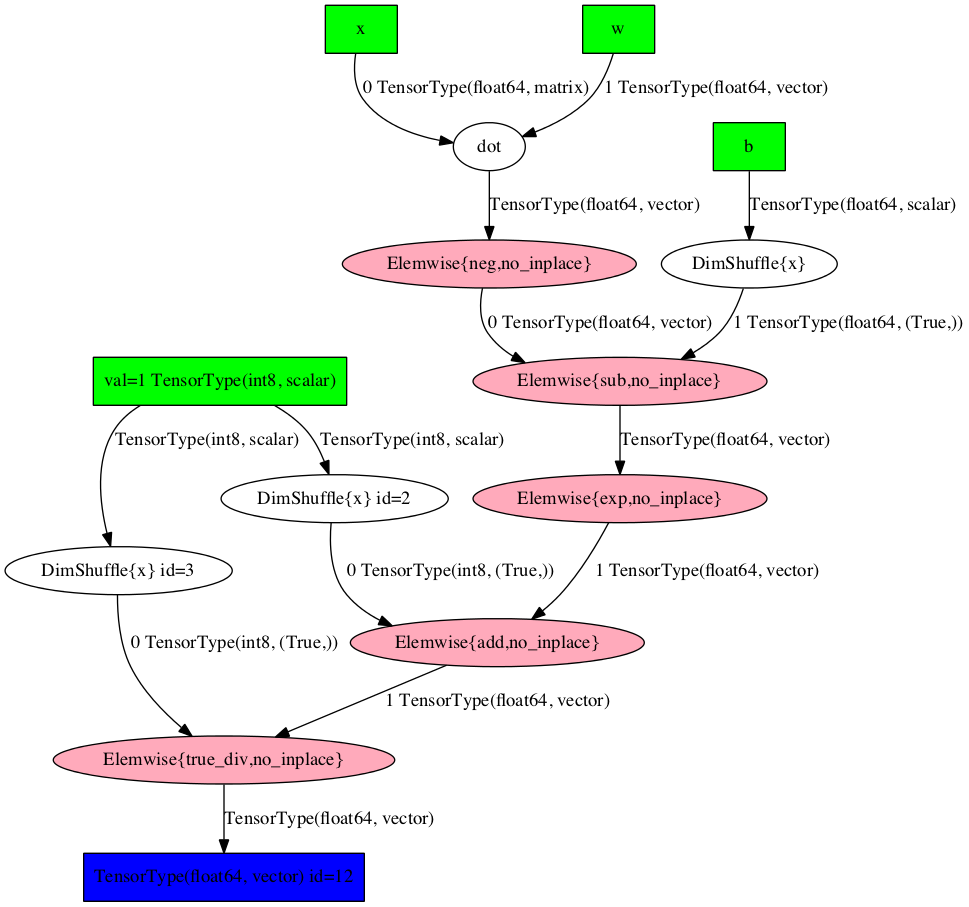 x
w
0 TensorType(float64, matrix)
1 TensorType(float64, vector)
dot
b
TensorType(float64, vector)
TensorType(float64, scalar)
Elemwise{neg,no_inplace}
DimShuffle{x}
0 TensorType(float64, vector)
1 TensorType(float64, (True,))
val=1 TensorType(int8, scalar)
Elemwise{sub,no_inplace}
TensorType(int8, scalar)
TensorType(int8, scalar)
TensorType(float64, vector)
DimShuffle{x} id=2
Elemwise{exp,no_inplace}
DimShuffle{x} id=3
0 TensorType(int8, (True,))
1 TensorType(float64, vector)
0 TensorType(int8, (True,))
Elemwise{add,no_inplace}
1 TensorType(float64, vector)
Elemwise{true_div,no_inplace}
TensorType(float64, vector)
TensorType(float64, vector) id=12